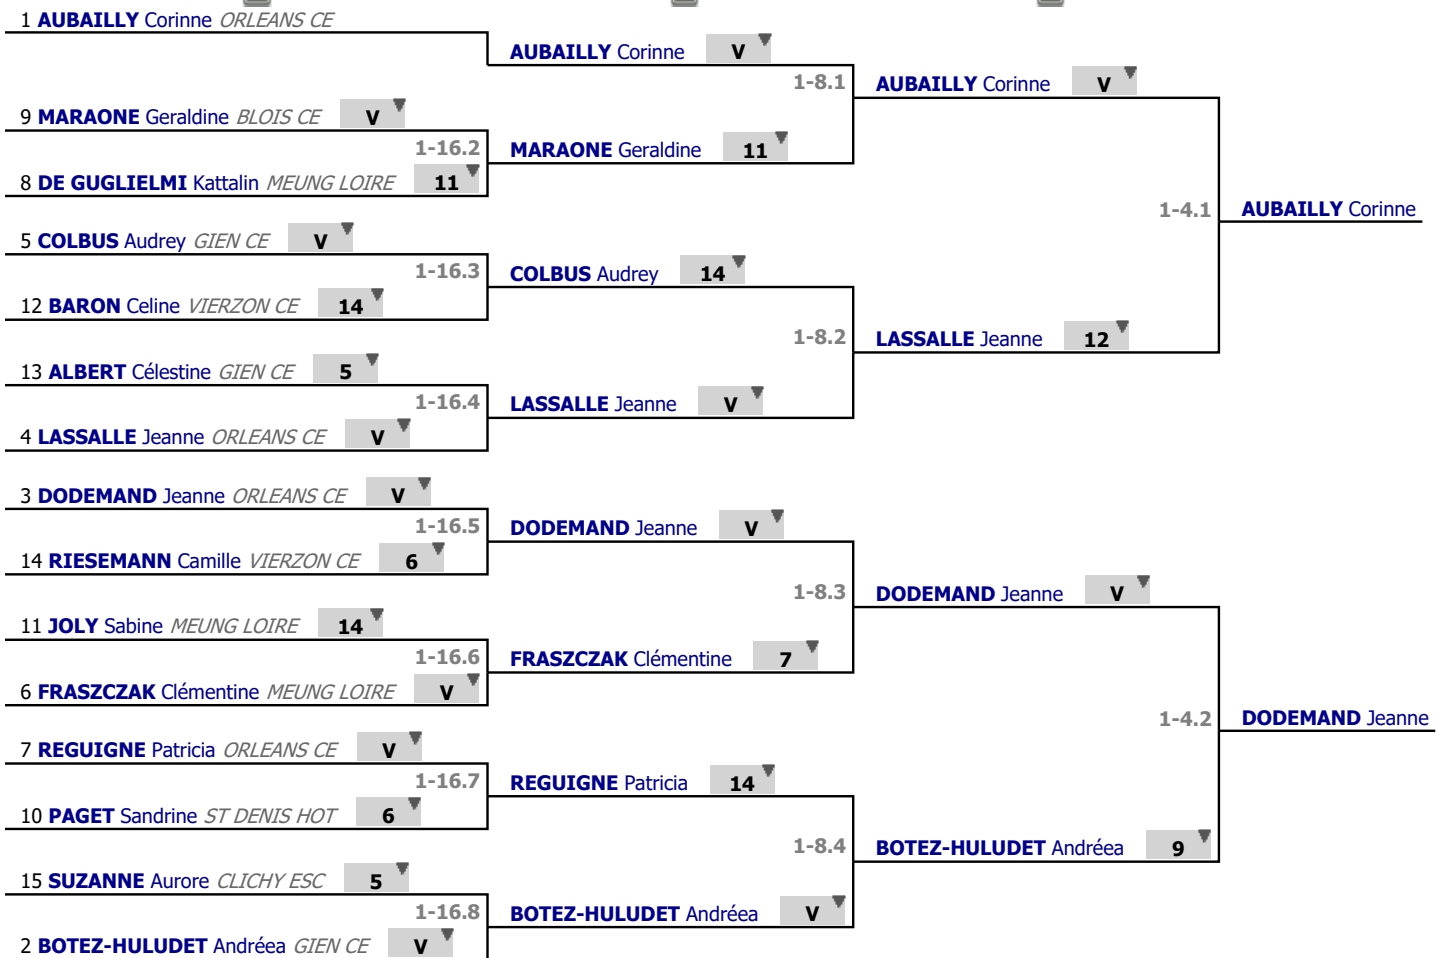 1 AUBAILLY Corinne ORLEANS CE
AUBAILLY Corinne V
1-8.1
AUBAILLY Corinne V
9 MARAONE Geraldine BLOIS CE V
1-16.2
MARAONE Geraldine 11
8 DE GUGLIELMI Kattalin MEUNG LOIRE 11
1-4.1
AUBAILLY Corinne
5 COLBUS Audrey GIEN CE V
1-16.3
COLBUS Audrey 14
12 BARON Celine VIERZON CE 14
1-8.2
LASSALLE Jeanne 12
13 ALBERT Célestine GIEN CE 5
1-16.4
LASSALLE Jeanne V
4 LASSALLE Jeanne ORLEANS CE V
3 DODEMAND Jeanne ORLEANS CE V
1-16.5
DODEMAND Jeanne V
14 RIESEMANN Camille VIERZON CE 6
1-8.3
DODEMAND Jeanne V
11 JOLY Sabine MEUNG LOIRE 14
1-16.6
FRASZCZAK Clémentine 7
6 FRASZCZAK Clémentine MEUNG LOIRE V
1-4.2
DODEMAND Jeanne
7 REGUIGNE Patricia ORLEANS CE V
1-16.7
REGUIGNE Patricia 14
10 PAGET Sandrine ST DENIS HOT 6
1-8.4
BOTEZ-HULUDET Andréea 9
15 SUZANNE Aurore CLICHY ESC 5
1-16.8
BOTEZ-HULUDET Andréea V
2 BOTEZ-HULUDET Andréea GIEN CE V